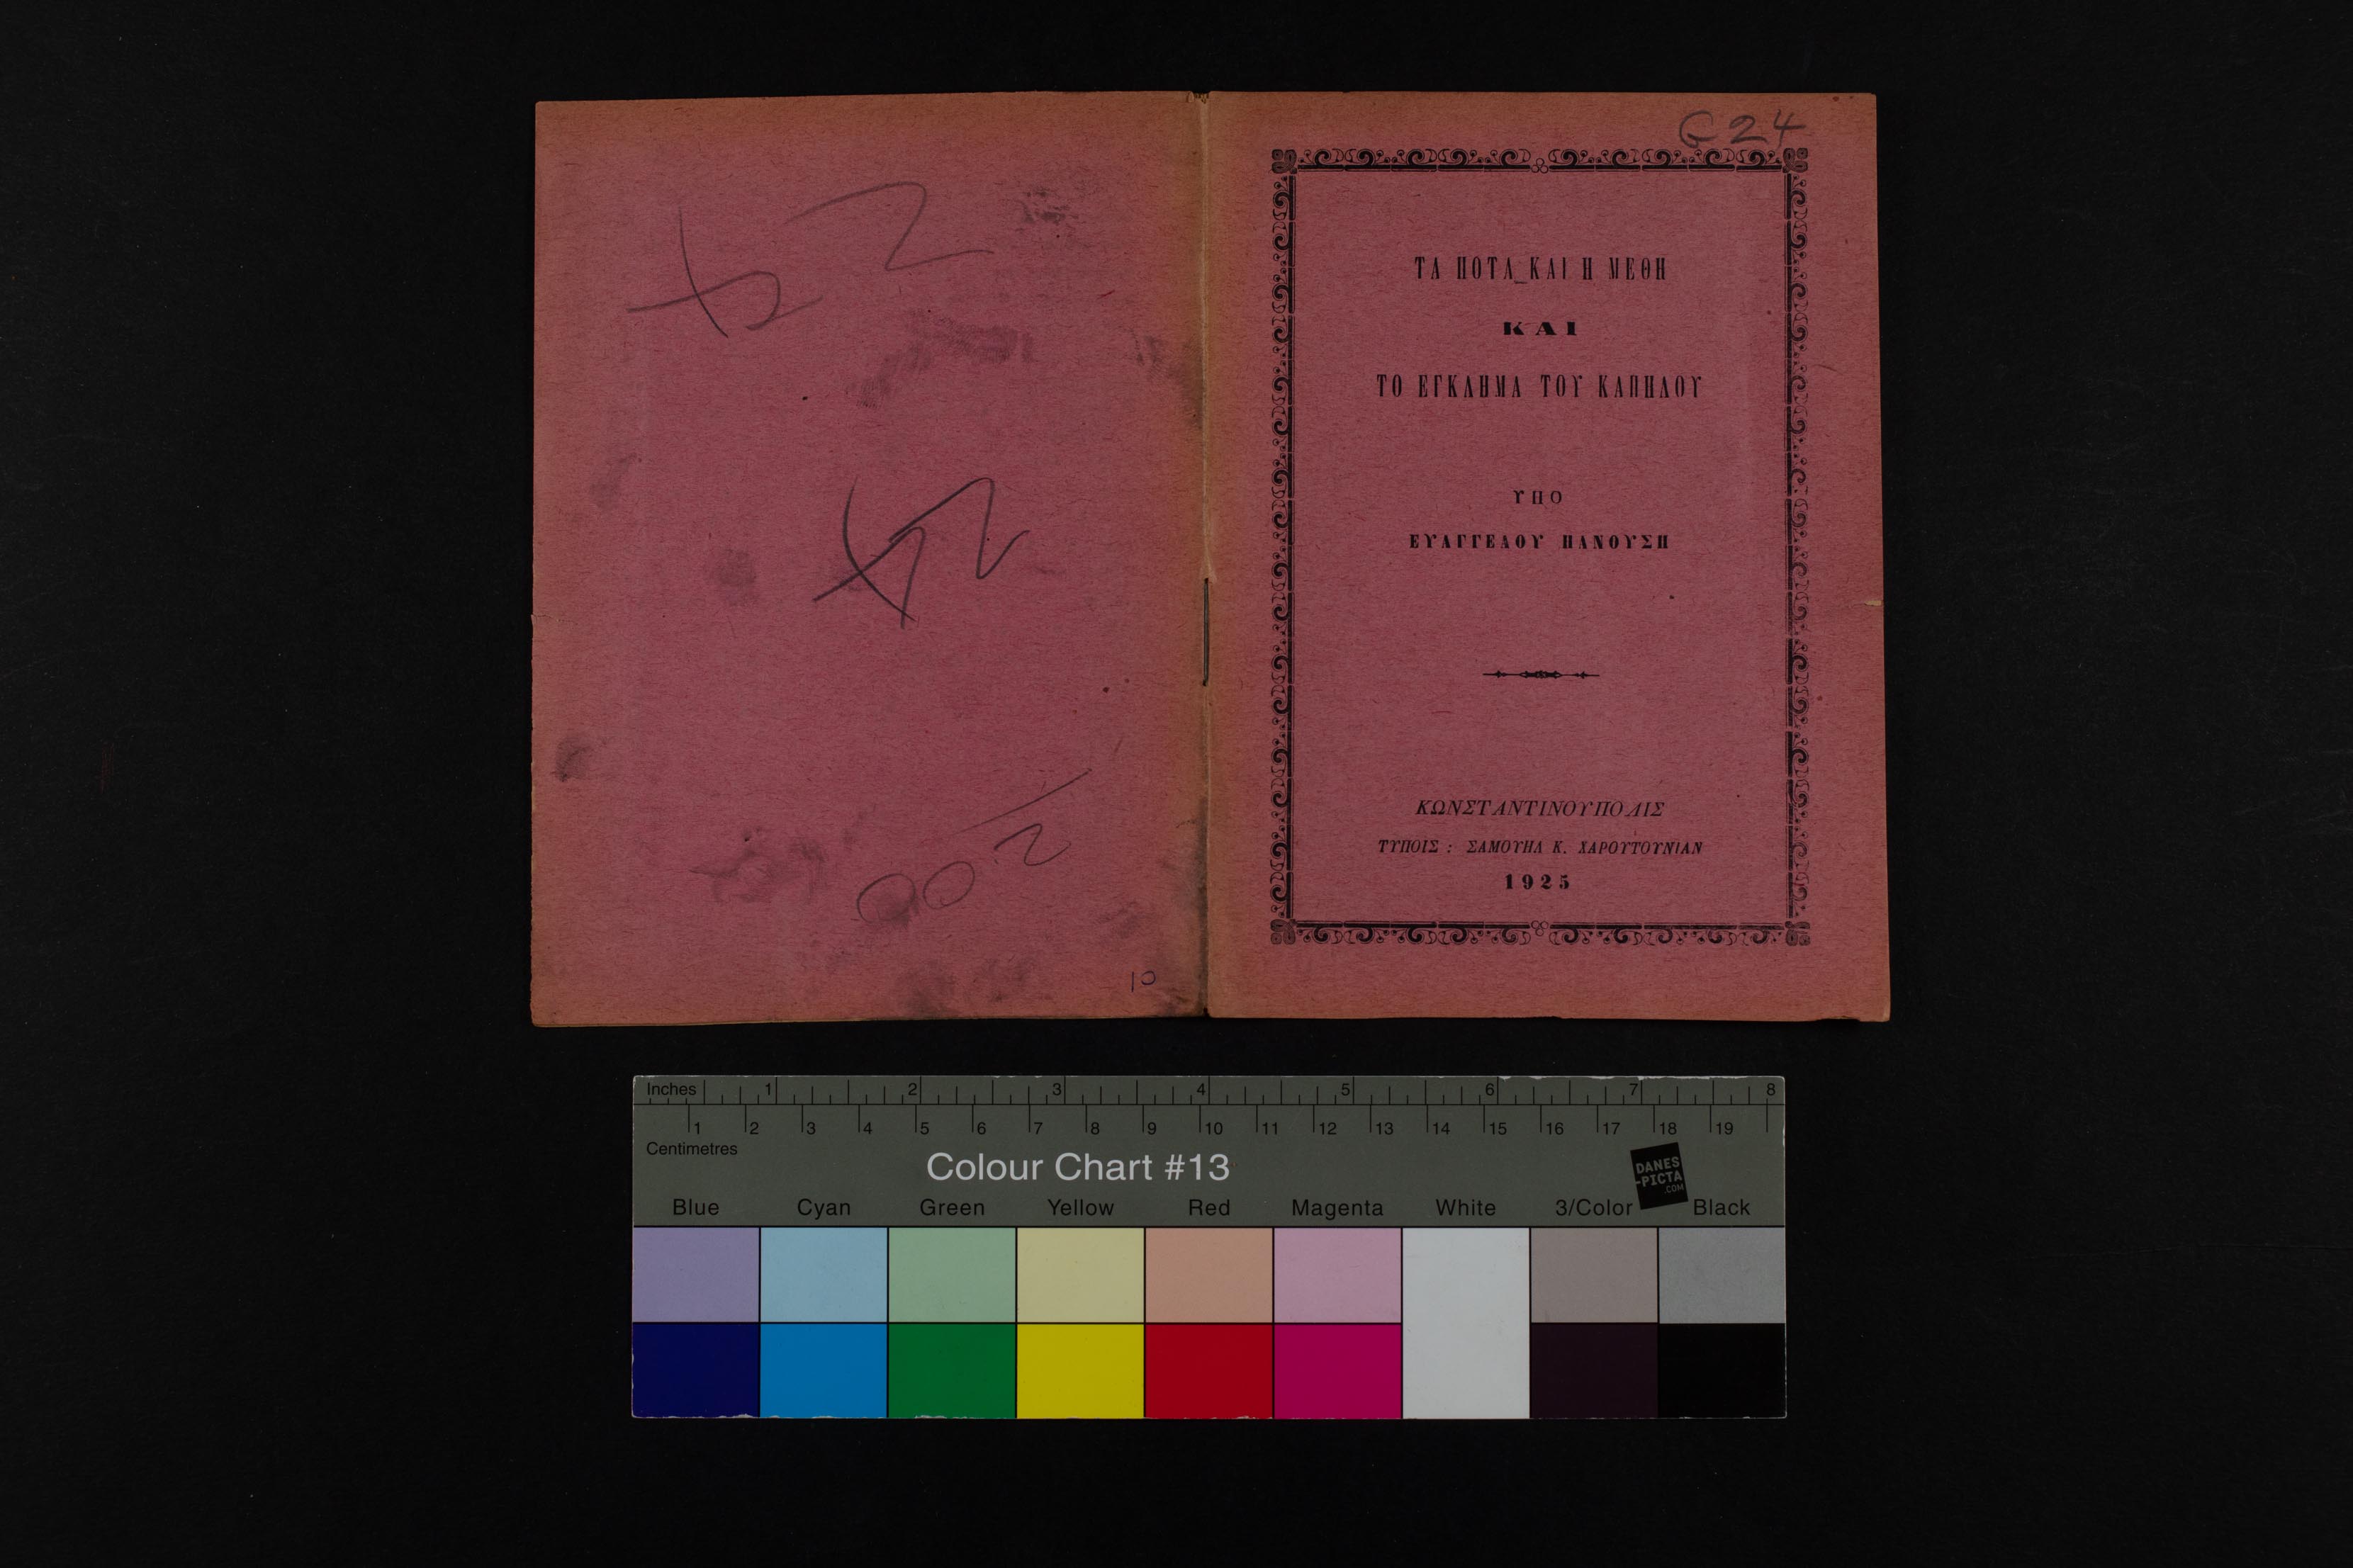 G24
ΤΑ ΠΟΤΑ ΚΑΙ Η ΜΕΘΗ
ΚΑΙ
ΤΟ ΕΓΚΛΗΜΑ ΤΟΥ ΚΑΠΗΛΟΥ
ΥΠΟ
ΕΥΑΓΓΕΛΟΥ ΠΑΝΟΥΣΗ
ΚΩΝΣΤΑΝΤΙΝΟΥΠΟΛΙΣ
ΤΥΠΟΙΣ : ΣΑΜΟΥΗΛ Κ. ΧΑΡΟΥΤΟΥΝΙΑΝ
1925
10
Inches 1 2 3 4 5 6 7 8
1 2 3 4 5 6 7 8 9 10 11 12 13 14 15 16 17 18 19
Centimetres
Colour Chart #13
DANES
-PICTA
.COM
Blue Cyan Green Yellow Red Magenta White 3/Color Black